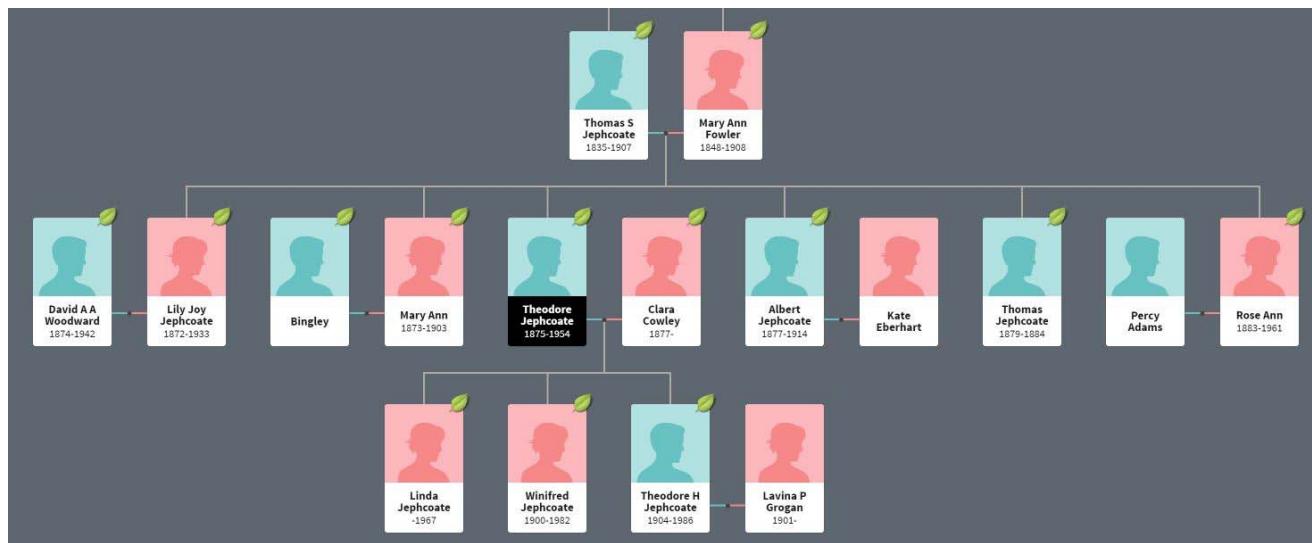 Thomas S
Jephcoate
1835-1907
Mary Ann
Fowler
1848-1908
David A A
Woodward
1874-1942
Lily Joy
Jephcoate
1872-1933
Bingley
Mary Ann
1873-1903
Theodore
Jephcoate
1875-1954
Clara
Cowley
1877-
Albert
Jephcoate
1877-1914
Kate
Eberhart
Thomas
Jephcoate
1879-1884
Percy
Adams
Rose Ann
1883-1961
Linda
Jephcoate
-1967
Winifred
Jephcoate
1900-1982
Theodore H
Jephcoate
1904-1986
Lavina P
Grogan
1901-